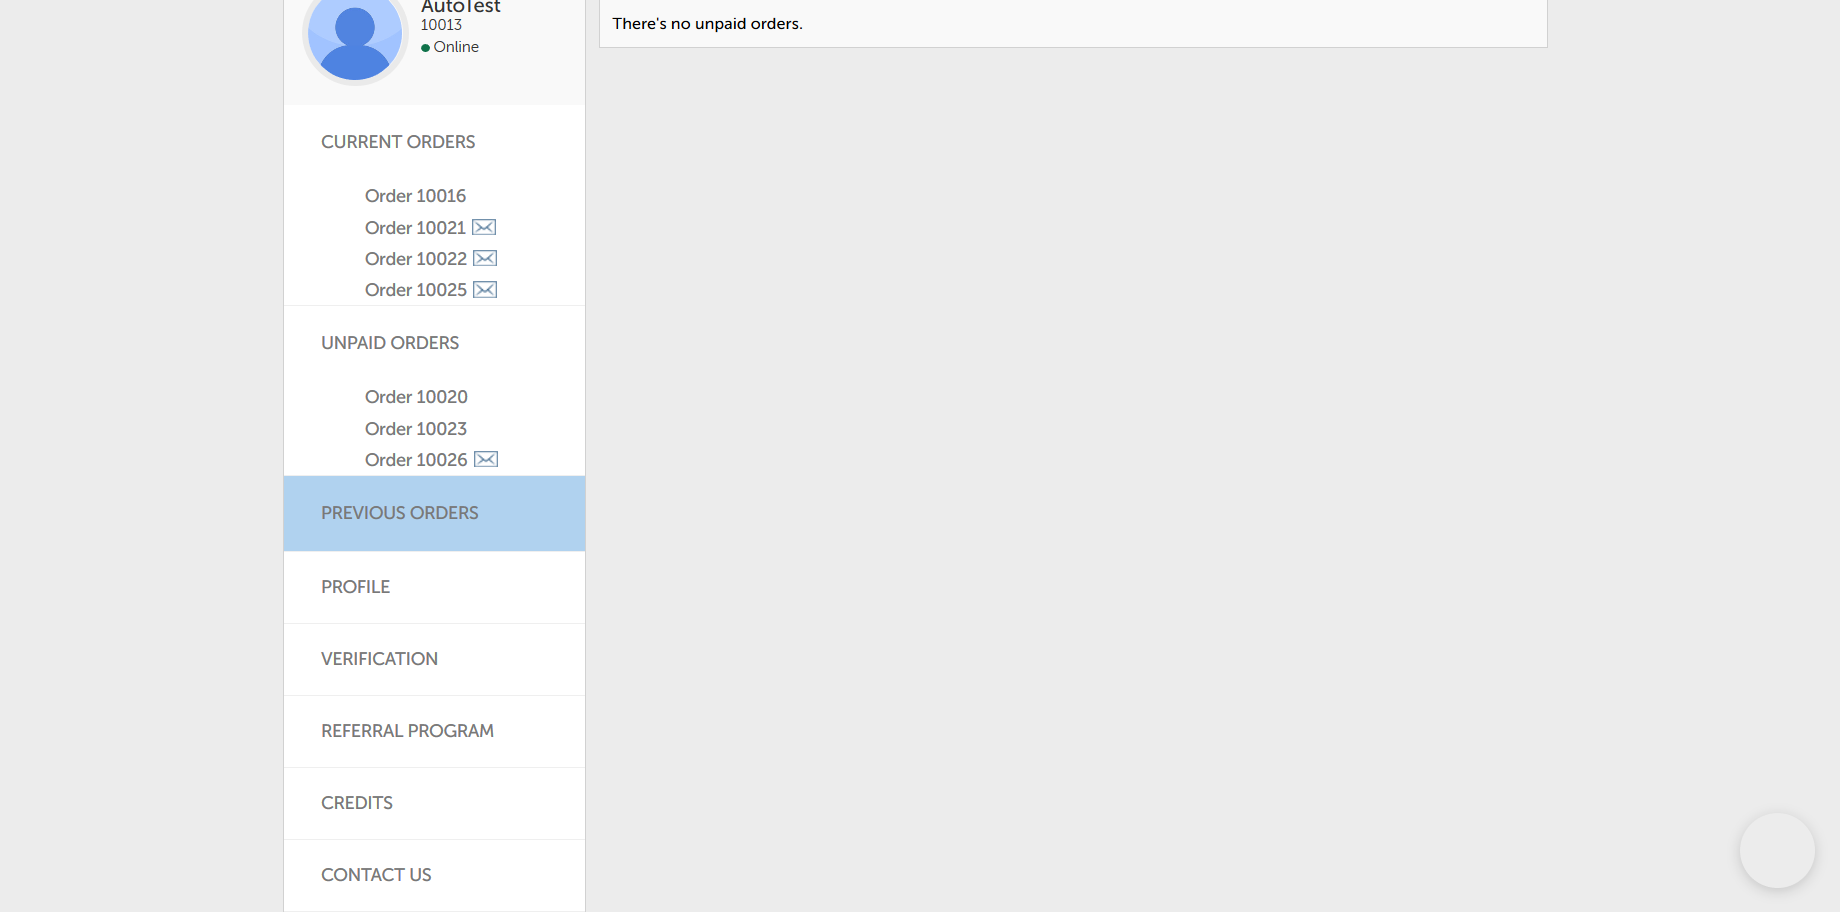 AutoTest
10013
Online
There's no unpaid orders.
CURRENT ORDERS
Order 10016
Order 10021
Order 10022
Order 10025
UNPAID ORDERS
Order 10020
Order 10023
Order 10026
PREVIOUS ORDERS
PROFILE
VERIFICATION
REFERRAL PROGRAM
CREDITS
CONTACT US